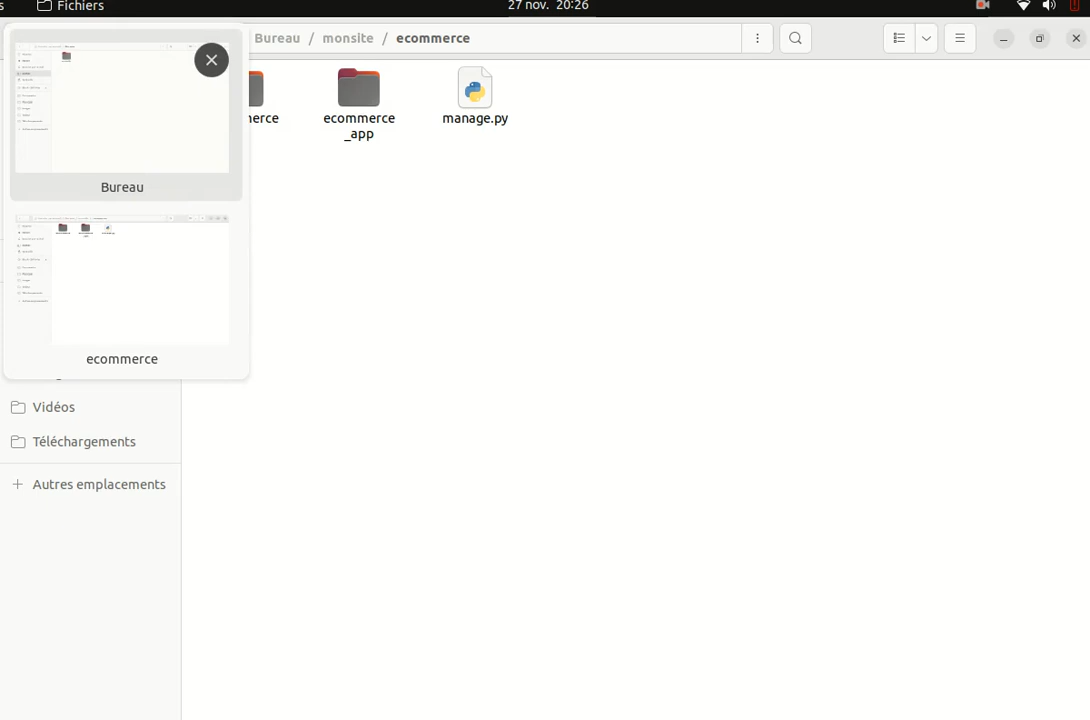 s
Fichiers
27 nov. 20:26
Bureau / monsite / ecommerce
Bureau
ecommerce
erce
ecommerce
_app
manage.py
Vidéos
Téléchargements
+ Autres emplacements